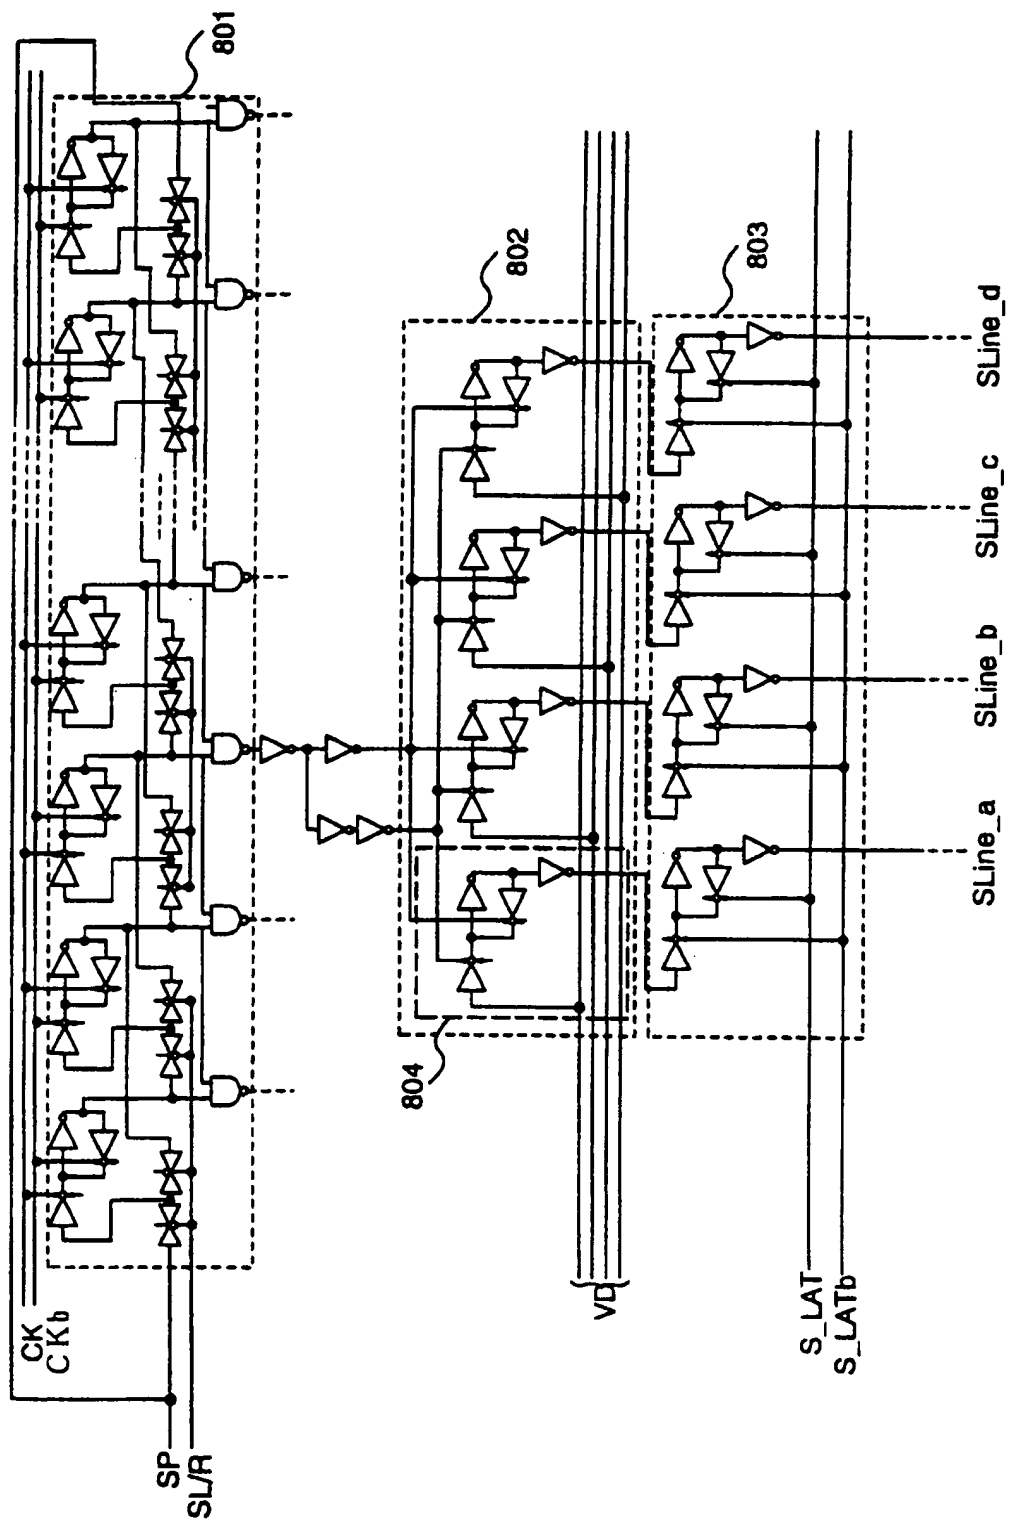 801
802
803
804
CK
CKb
SP
SL/R
VD
S_LAT
S_LATb
SLine_a
SLine_b
SLine_c
SLine_d